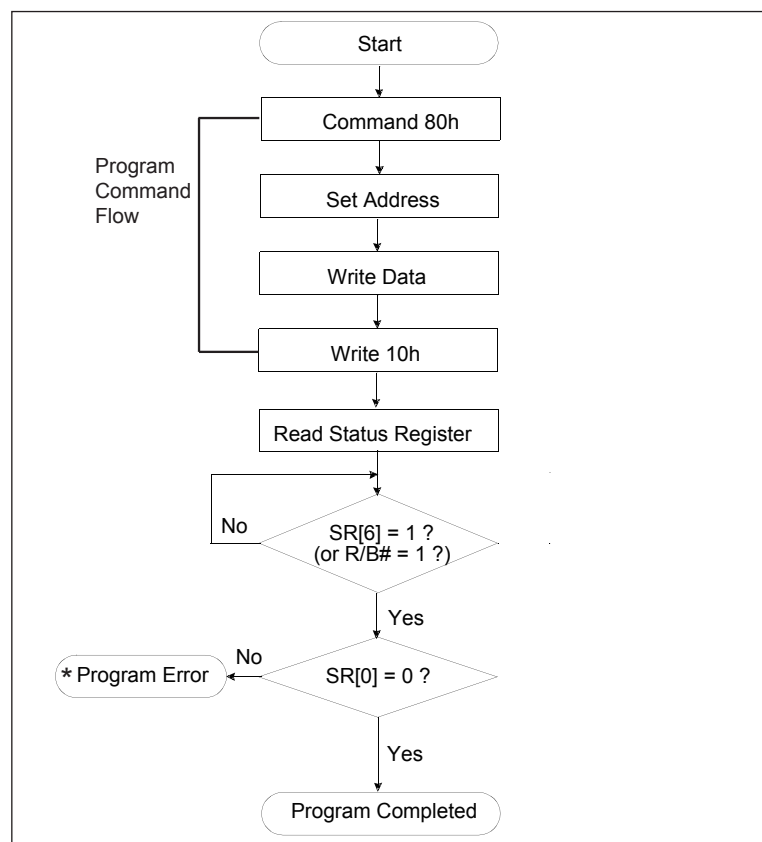 Start
Command 80h
Program
Command
Flow
Set Address
Write Data
Write 10h
Read Status Register
No
SR[6] = 1 ?
(or R/B# = 1 ?)
Yes
No
* Program Error
SR[0] = 0 ?
Yes
Program Completed